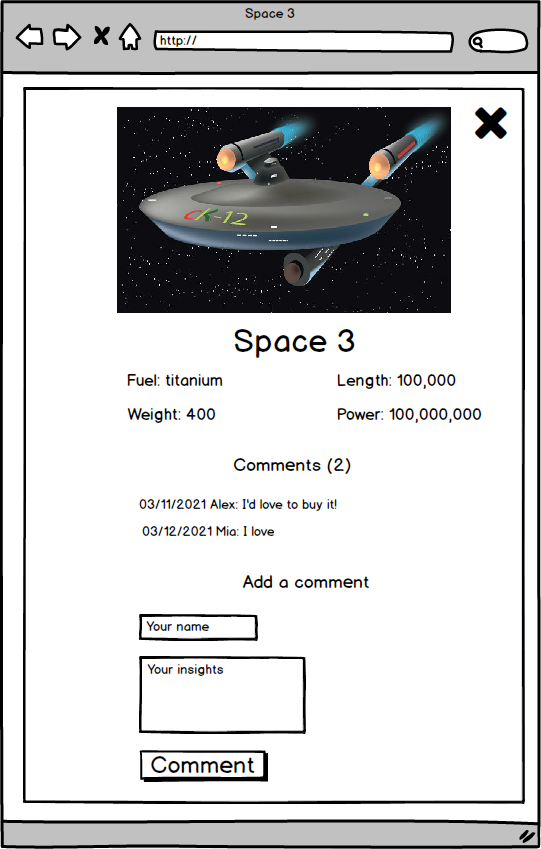 Space 3
http://
CK-12
Space 3
Fuel: titanium
Length: 100,000
Weight: 400
Power: 100,000,000
Comments (2)
03/11/2021 Alex: I'd love to buy it!
03/12/2021 Mia: I love
Add a comment
Your name
Your insights
Comment